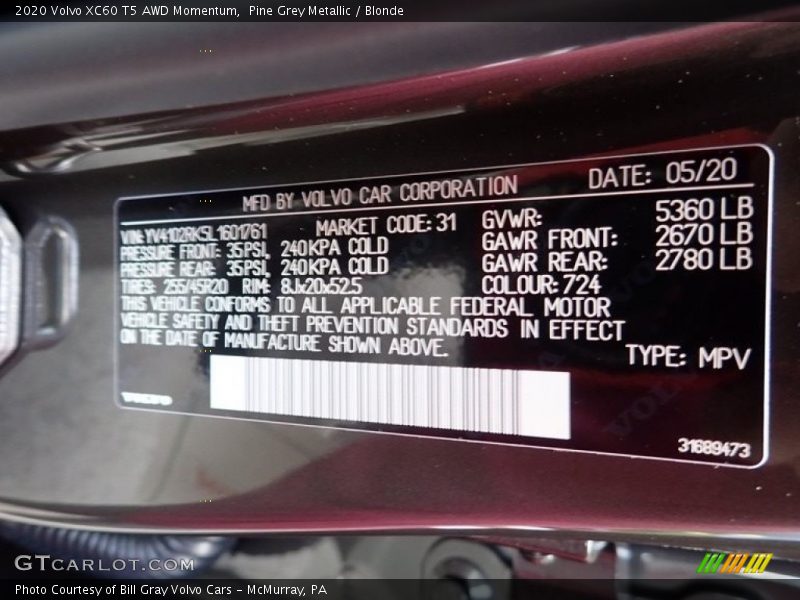 2020 Volvo XC60 T5 AWD Momentum, Pine Grey Metallic / Blonde
MFD BY VOLVO CAR CORPORATION DATE: 05/20
VIN: YV4102RK5L1601761 MARKET CODE: 31 GVWR: 5360 LB
PRESSURE FRONT: 35PSI, 240KPA COLD GAWR FRONT: 2670 LB
PRESSURE REAR: 35PSI, 240KPA COLD GAWR REAR: 2780 LB
TIRES: 255/45R20 RIM: 8Jx20x52.5 COLOUR: 724
THIS VEHICLE CONFORMS TO ALL APPLICABLE FEDERAL MOTOR
VEHICLE SAFETY AND THEFT PREVENTION STANDARDS IN EFFECT
ON THE DATE OF MANUFACTURE SHOWN ABOVE.
TYPE: MPV
VOLVO
31689473
GTCARLOT.COM
Photo Courtesy of Bill Gray Volvo Cars - McMurray, PA